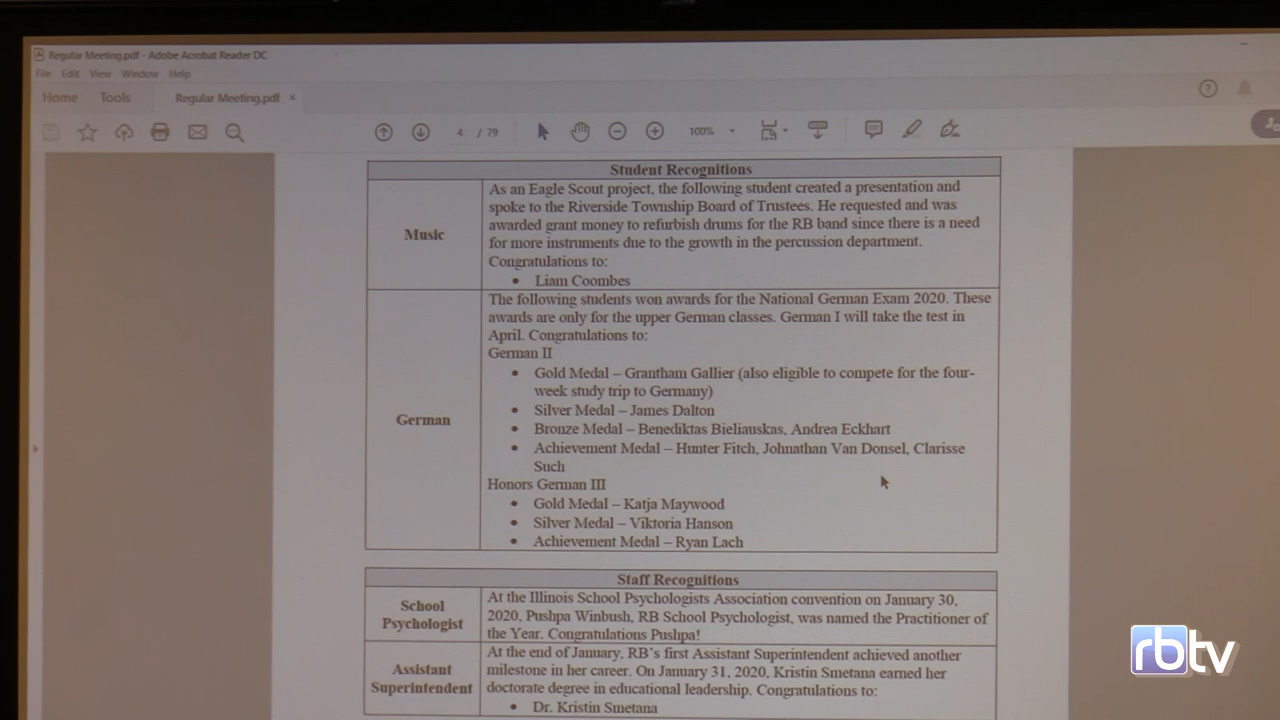 Regular Meeting.pdf - Adobe Acrobat Reader DC
File Edit View Window Help
Home Tools Regular Meeting.pdf ×
4 / 79 100%
Student Recognitions
Music
As an Eagle Scout project, the following student created a presentation and
spoke to the Riverside Township Board of Trustees. He requested and was
awarded grant money to refurbish drums for the RB band since there is a need
for more instruments due to the growth in the percussion department.
Congratulations to:
• Liam Coombes
German
The following students won awards for the National German Exam 2020. These
awards are only for the upper German classes. German I will take the test in
April. Congratulations to:
German II
• Gold Medal – Grantham Gallier (also eligible to compete for the four-
week study trip to Germany)
• Silver Medal – James Dalton
• Bronze Medal – Benediktas Bieliauskas, Andrea Eckhart
• Achievement Medal – Hunter Fitch, Johnathan Van Donsel, Clarisse
Such
Honors German III
• Gold Medal – Katja Maywood
• Silver Medal – Viktoria Hanson
• Achievement Medal – Ryan Lach
Staff Recognitions
School
Psychologist
At the Illinois School Psychologists Association convention on January 30,
2020, Pushpa Winbush, RB School Psychologist, was named the Practitioner of
the Year. Congratulations Pushpa!
Assistant
Superintendent
At the end of January, RB's first Assistant Superintendent achieved another
milestone in her career. On January 31, 2020, Kristin Smetana earned her
doctorate degree in educational leadership. Congratulations to:
• Dr. Kristin Smetana
rbtv